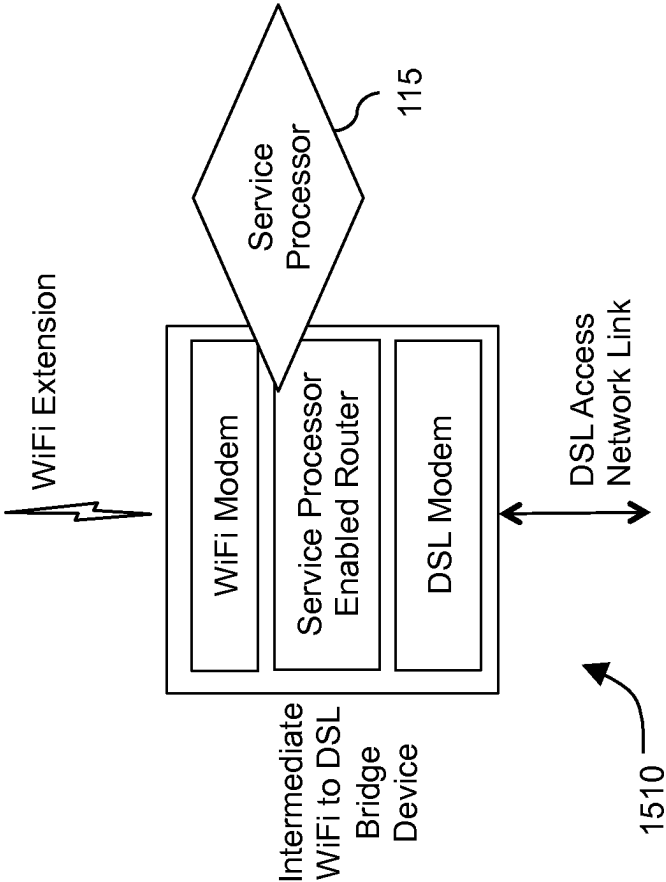 WiFi Extension
Intermediate
WiFi to DSL
Bridge
Device
WiFi Modem
Service Processor
Enabled Router
DSL Modem
Service
Processor
115
DSL Access
Network Link
1510